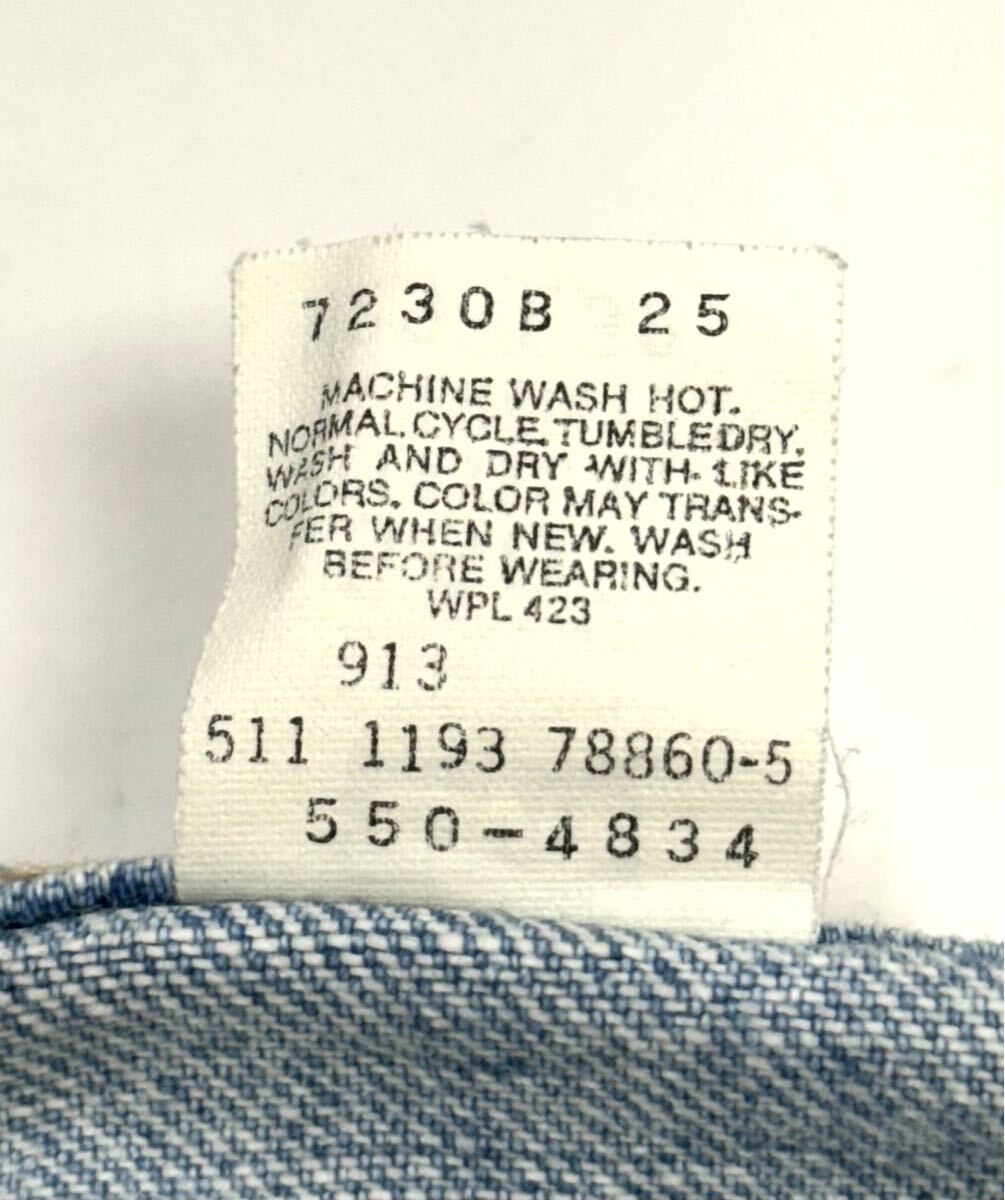 7230B 25
MACHINE WASH HOT.
NORMAL CYCLE. TUMBLE DRY.
WASH AND DRY WITH LIKE
COLORS. COLOR MAY TRANS-
FER WHEN NEW. WASH
BEFORE WEARING.
WPL 423
913
511 1193 78860-5
550-4834